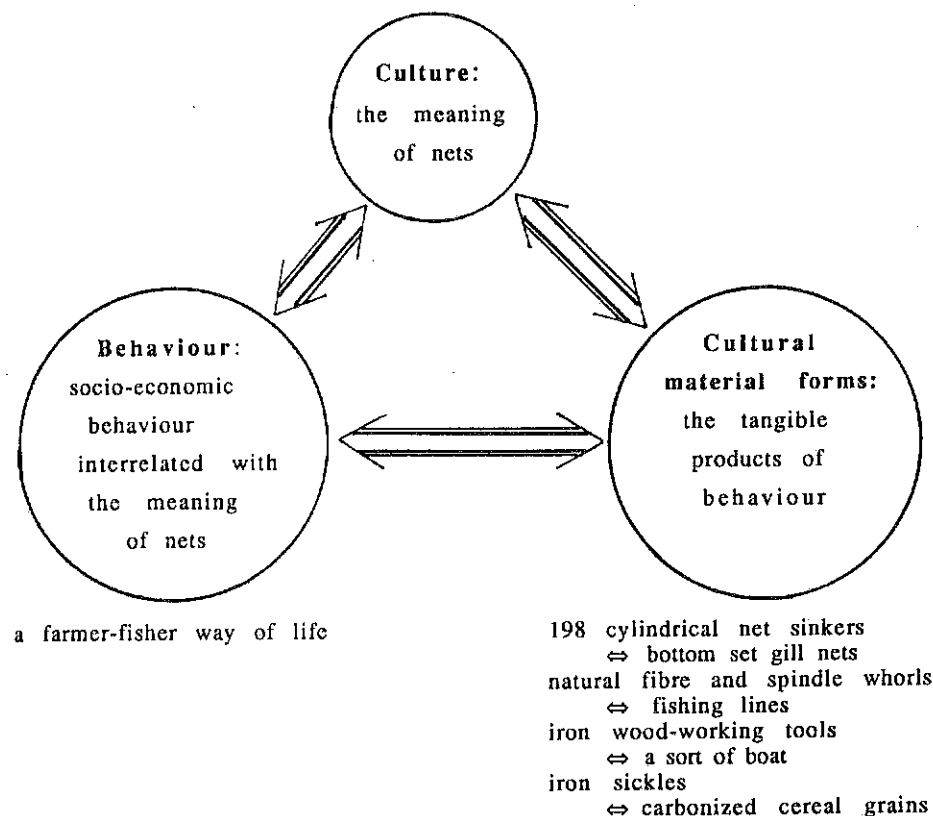 Culture:
the meaning
of nets
Behaviour:
socio-economic
behaviour
interrelated with
the meaning
of nets
Cultural
material forms:
the tangible
products of
behaviour
a farmer-fisher way of life
198 cylindrical net sinkers
⇔ bottom set gill nets
natural fibre and spindle whorls
⇔ fishing lines
iron wood-working tools
⇔ a sort of boat
iron sickles
⇔ carbonized cereal grains